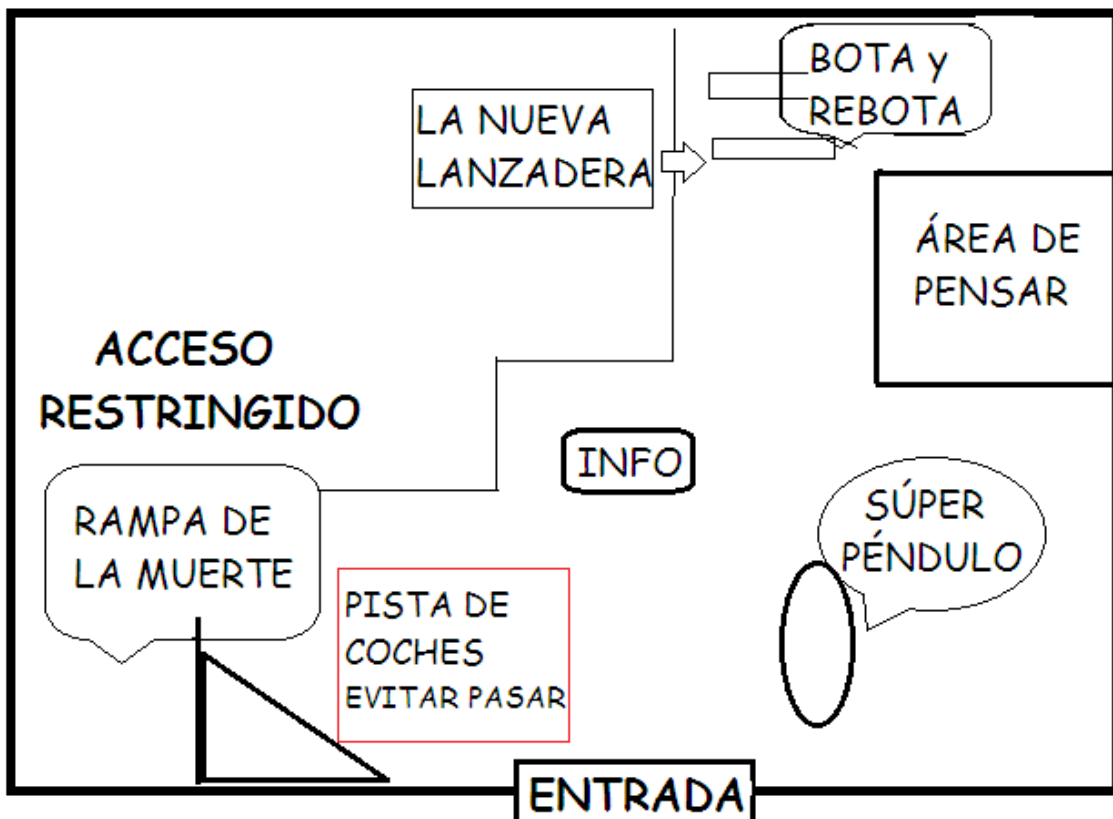 BOTA y
REBOTA
LA NUEVA
LANZADERA
ÁREA DE
PENSAR
ACCESO
RESTRINGIDO
INFO
RAMPA DE
LA MUERTE
SÚPER
PÉNDULO
PISTA DE
COCHES
EVITAR PASAR
ENTRADA